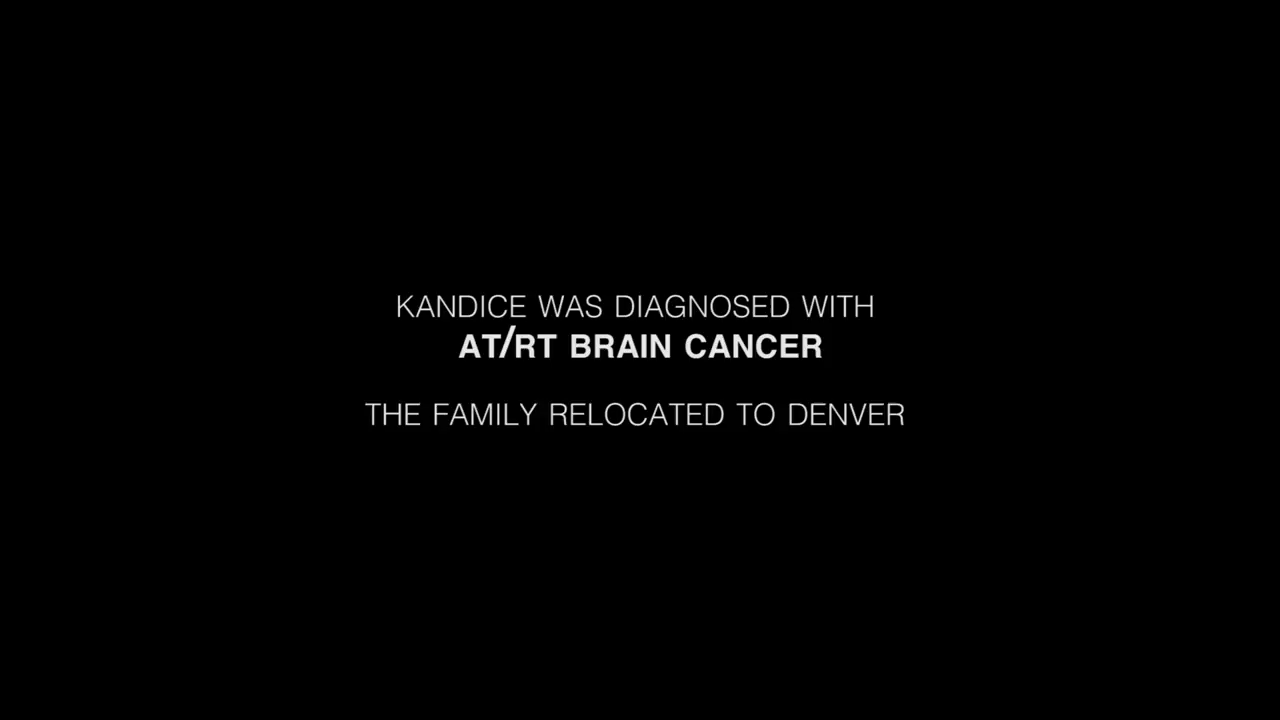 KANDICE WAS DIAGNOSED WITH
AT/RT BRAIN CANCER
THE FAMILY RELOCATED TO DENVER